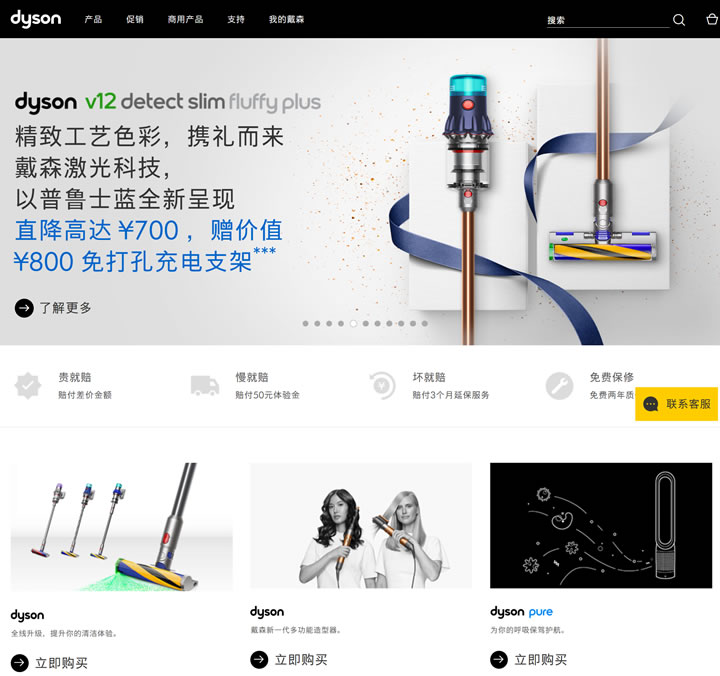 dyson 产品 促销 商用产品 支持 我的戴森 搜索
dyson v12 detect slim fluffy plus
精致工艺色彩，携礼而来
戴森激光科技，
以普鲁士蓝全新呈现
直降高达 ¥700 ，赠价值
¥800 免打孔充电支架***
了解更多
贵就赔
赔付差价金额
慢就赔
赔付50元体验金
坏就赔
赔付3个月延保服务
免费保修
免费两年质
联系客服
dyson
全线升级，提升你的清洁体验。
立即购买
dyson
戴森新一代多功能造型器。
立即购买
dyson pure
为你的呼吸保驾护航。
立即购买